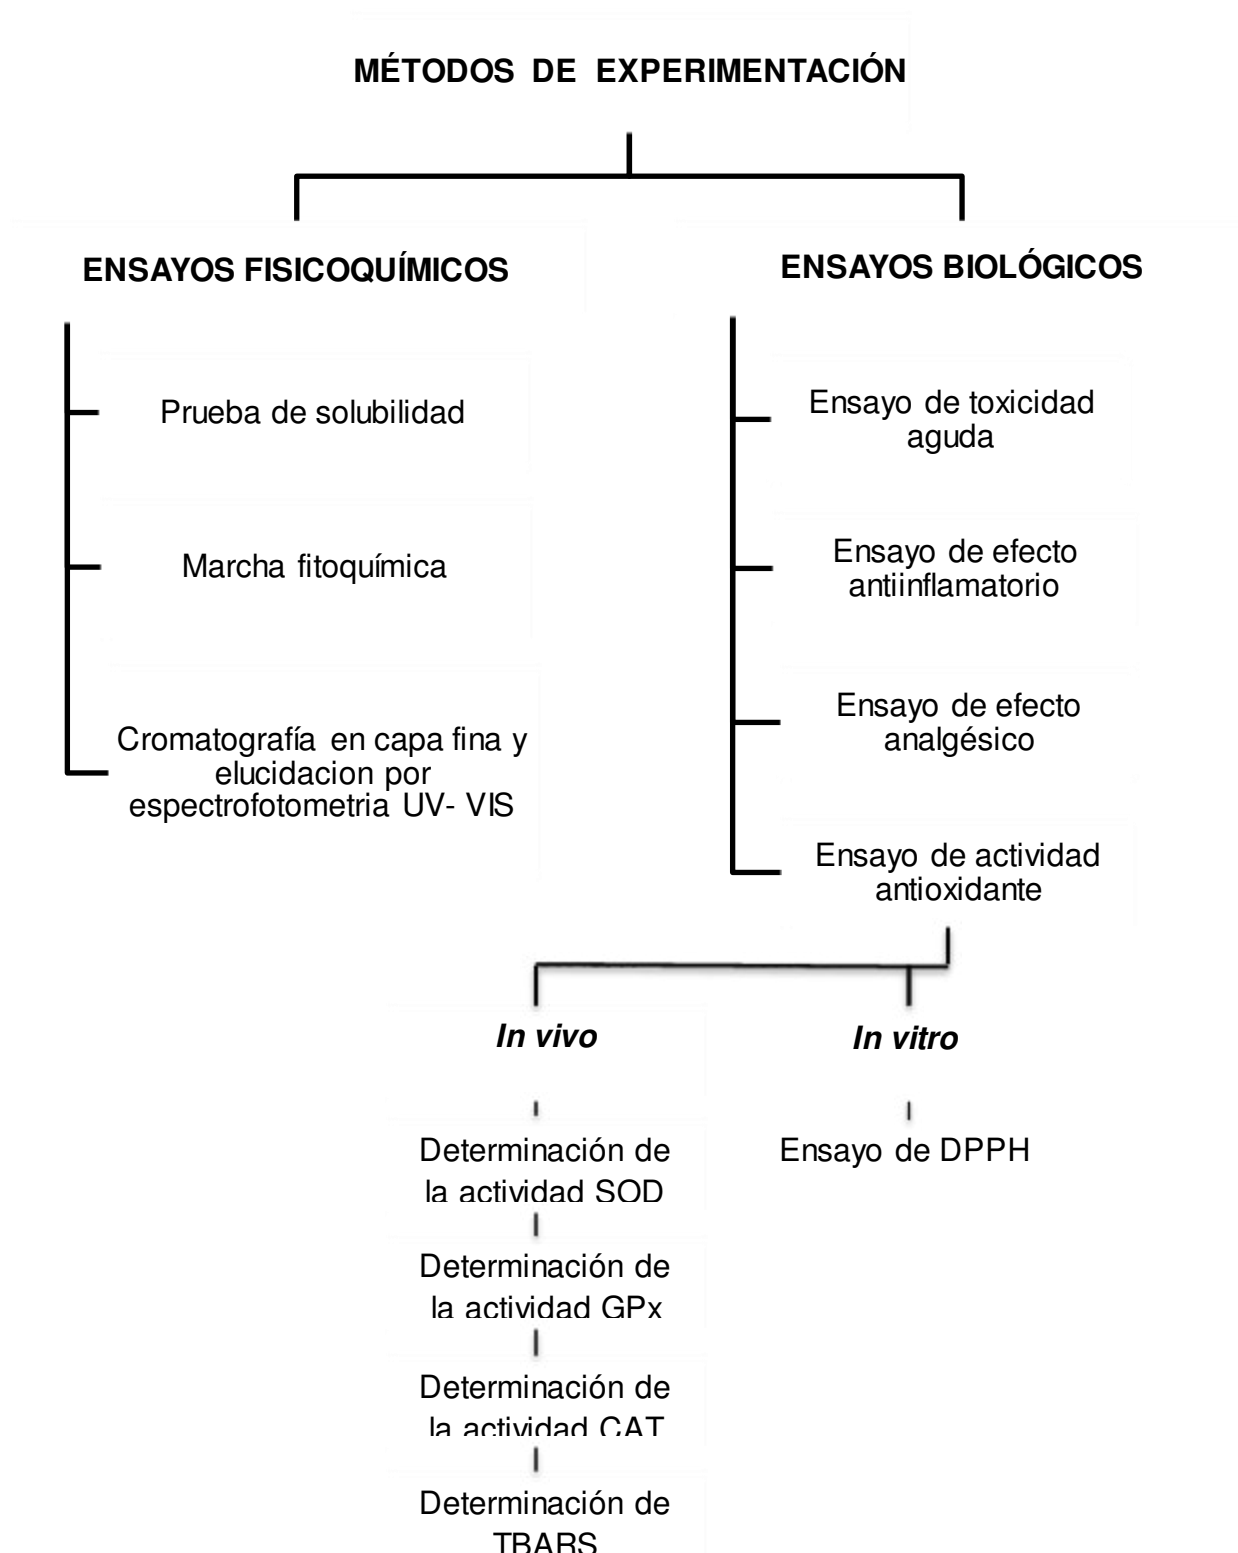 MÉTODOS DE EXPERIMENTACIÓN
ENSAYOS FISICOQUÍMICOS
Prueba de solubilidad
Marcha fitoquímica
Cromatografía en capa fina y
elucidacion por
espectrofotometria UV- VIS
ENSAYOS BIOLÓGICOS
Ensayo de toxicidad
aguda
Ensayo de efecto
antiinflamatorio
Ensayo de efecto
analgésico
Ensayo de actividad
antioxidante
In vivo
Determinación de
la actividad SOD
Determinación de
la actividad GPx
Determinación de
la actividad CAT
Determinación de
TBARS
In vitro
Ensayo de DPPH